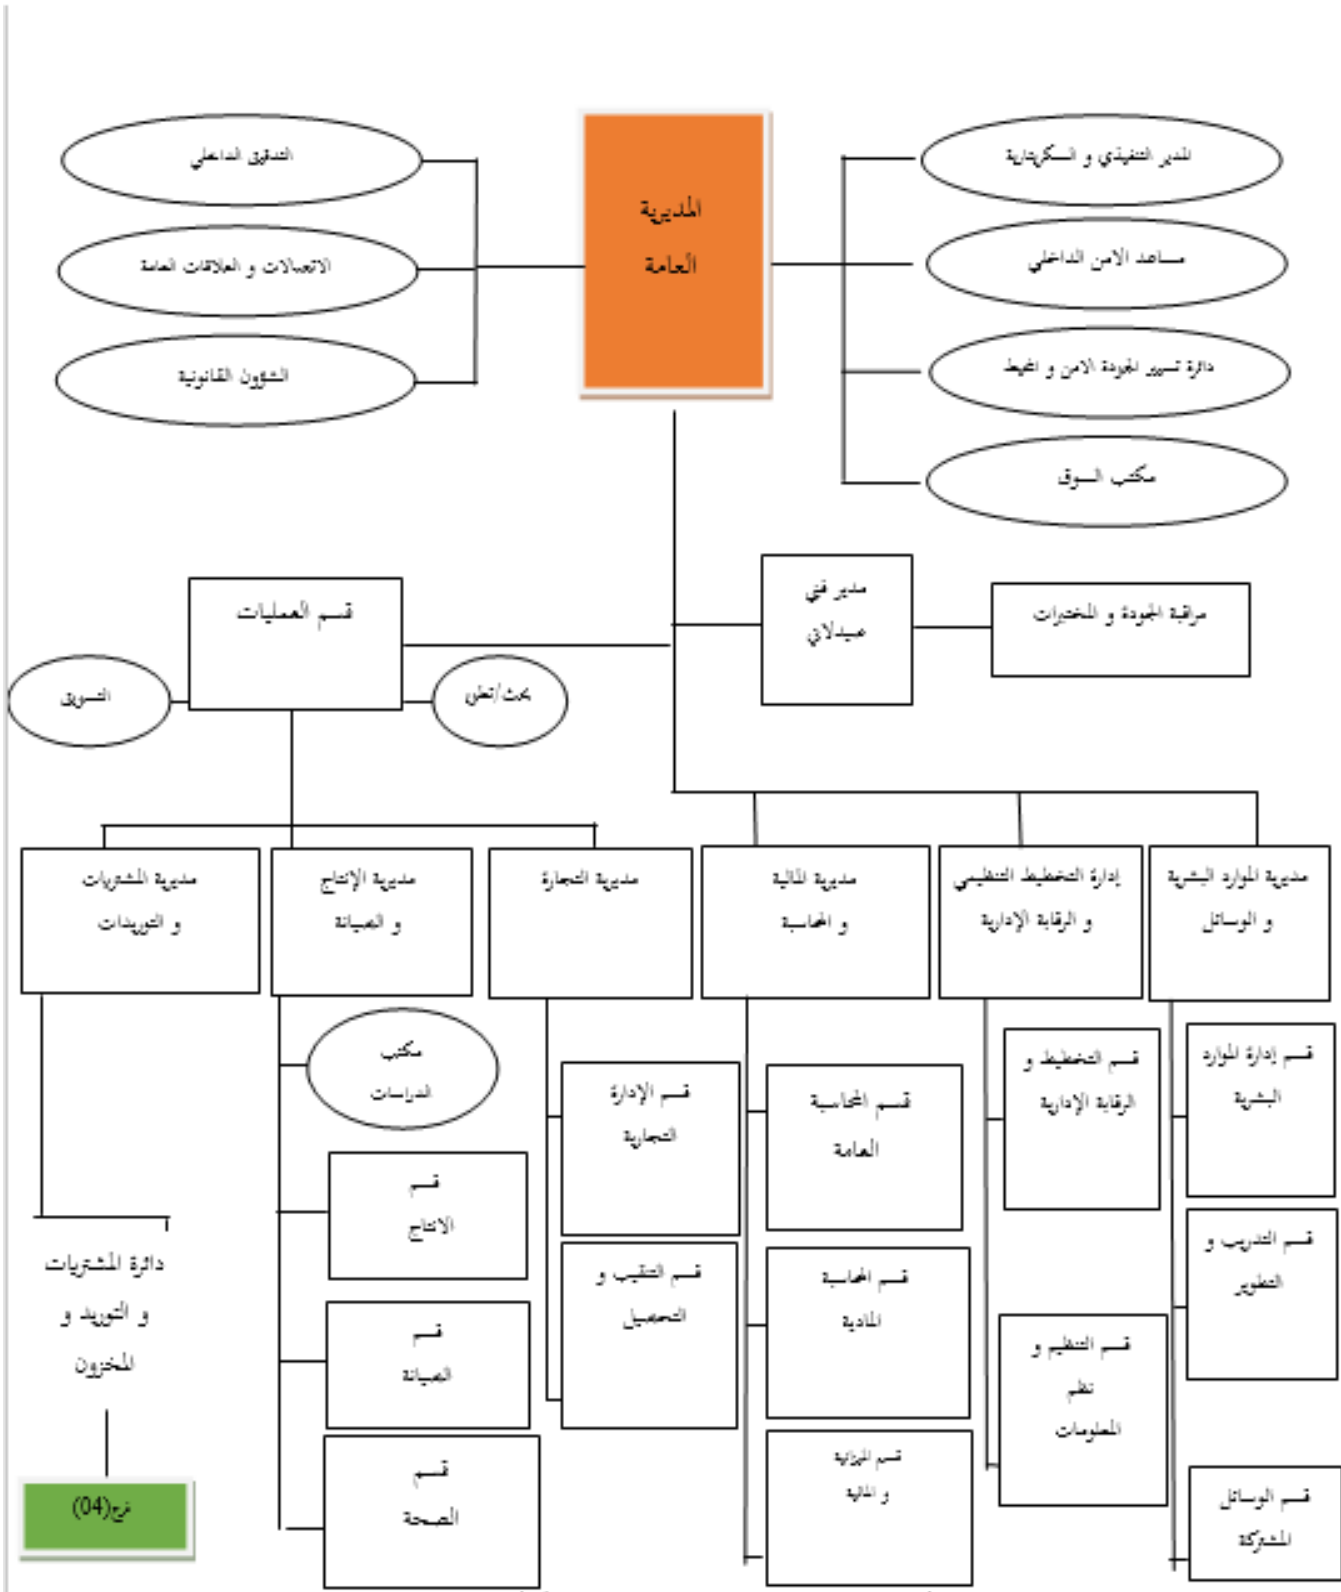 المديرية
العامة
المدير التنفيذي و السكريتارية
مساعد الامن الداخلي
دائرة تسيير الجودة الامن و المحيط
مكتب السوق
التدقيق الداخلي
الاتصالات و العلاقات العامة
الشؤون القانونية
مدير فني
صيدلاني
مراقبة الجودة و المختبرات
قسم العمليات
بحث/تطور
التسويق
مديرية الموارد البشرية
و الوسائل
إدارة التخطيط التنظيمي
و الرقابة الإدارية
مديرية المالية
و المحاسبة
مديرية التجارة
مديرية الإنتاج
و الصيانة
مديرية المشتريات
و التوريدات
قسم إدارة الموارد
البشرية
قسم التدريب و
التطوير
قسم الوسائل
المشتركة
قسم التخطيط و
الرقابة الإدارية
قسم التنظيم و
نظم
المعلومات
قسم المحاسبة
العامة
قسم المحاسبة
المادية
قسم الميزانية
و المالية
قسم الإدارة
التجارية
قسم التنقيب و
التحصيل
مكتب
الدراسات
قسم
الانتاج
قسم
الصيانة
قسم
الصحة
دائرة المشتريات
و التوريد و
المخزون
(04)